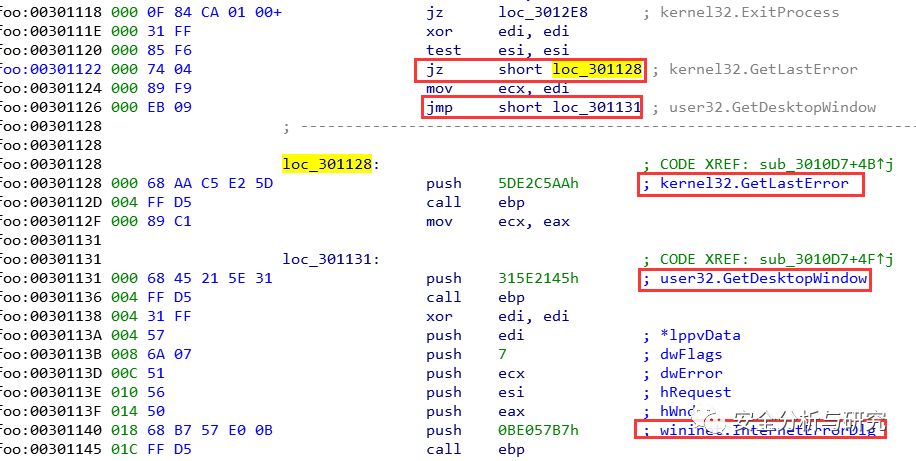 foo:00301118 000 0F 84 CA 01 00+ jz loc_3012E8 ; kernel32.ExitProcess
foo:0030111E 000 31 FF xor edi, edi
foo:00301120 000 85 F6 test esi, esi
foo:00301122 000 74 04 jz short loc_301128 ; kernel32.GetLastError
foo:00301124 000 89 F9 mov ecx, edi
foo:00301126 000 EB 09 jmp short loc_301131 ; user32.GetDesktopWindow
foo:00301128 ; ---------------------------------------------------------------------------
foo:00301128
foo:00301128 loc_301128: ; CODE XREF: sub_3010D7+4B↑j
foo:00301128 000 68 AA C5 E2 5D push 5DE2C5AAh ; kernel32.GetLastError
foo:0030112D 004 FF D5 call ebp
foo:0030112F 000 89 C1 mov ecx, eax
foo:00301131
foo:00301131 loc_301131: ; CODE XREF: sub_3010D7+4F↑j
foo:00301131 000 68 45 21 5E 31 push 315E2145h ; user32.GetDesktopWindow
foo:00301136 004 FF D5 call ebp
foo:00301138 004 31 FF xor edi, edi
foo:0030113A 004 57 push edi ; *lppvData
foo:0030113B 008 6A 07 push 7 ; dwFlags
foo:0030113D 00C 51 push ecx ; dwError
foo:0030113E 010 56 push esi ; hRequest
foo:0030113F 014 50 push eax ; hWnd
安全分析与研究
foo:00301140 018 68 B7 57 E0 0B push 0BE057B7h ; wininet.InternetErrorDlg
foo:00301145 01C FF D5 call ebp